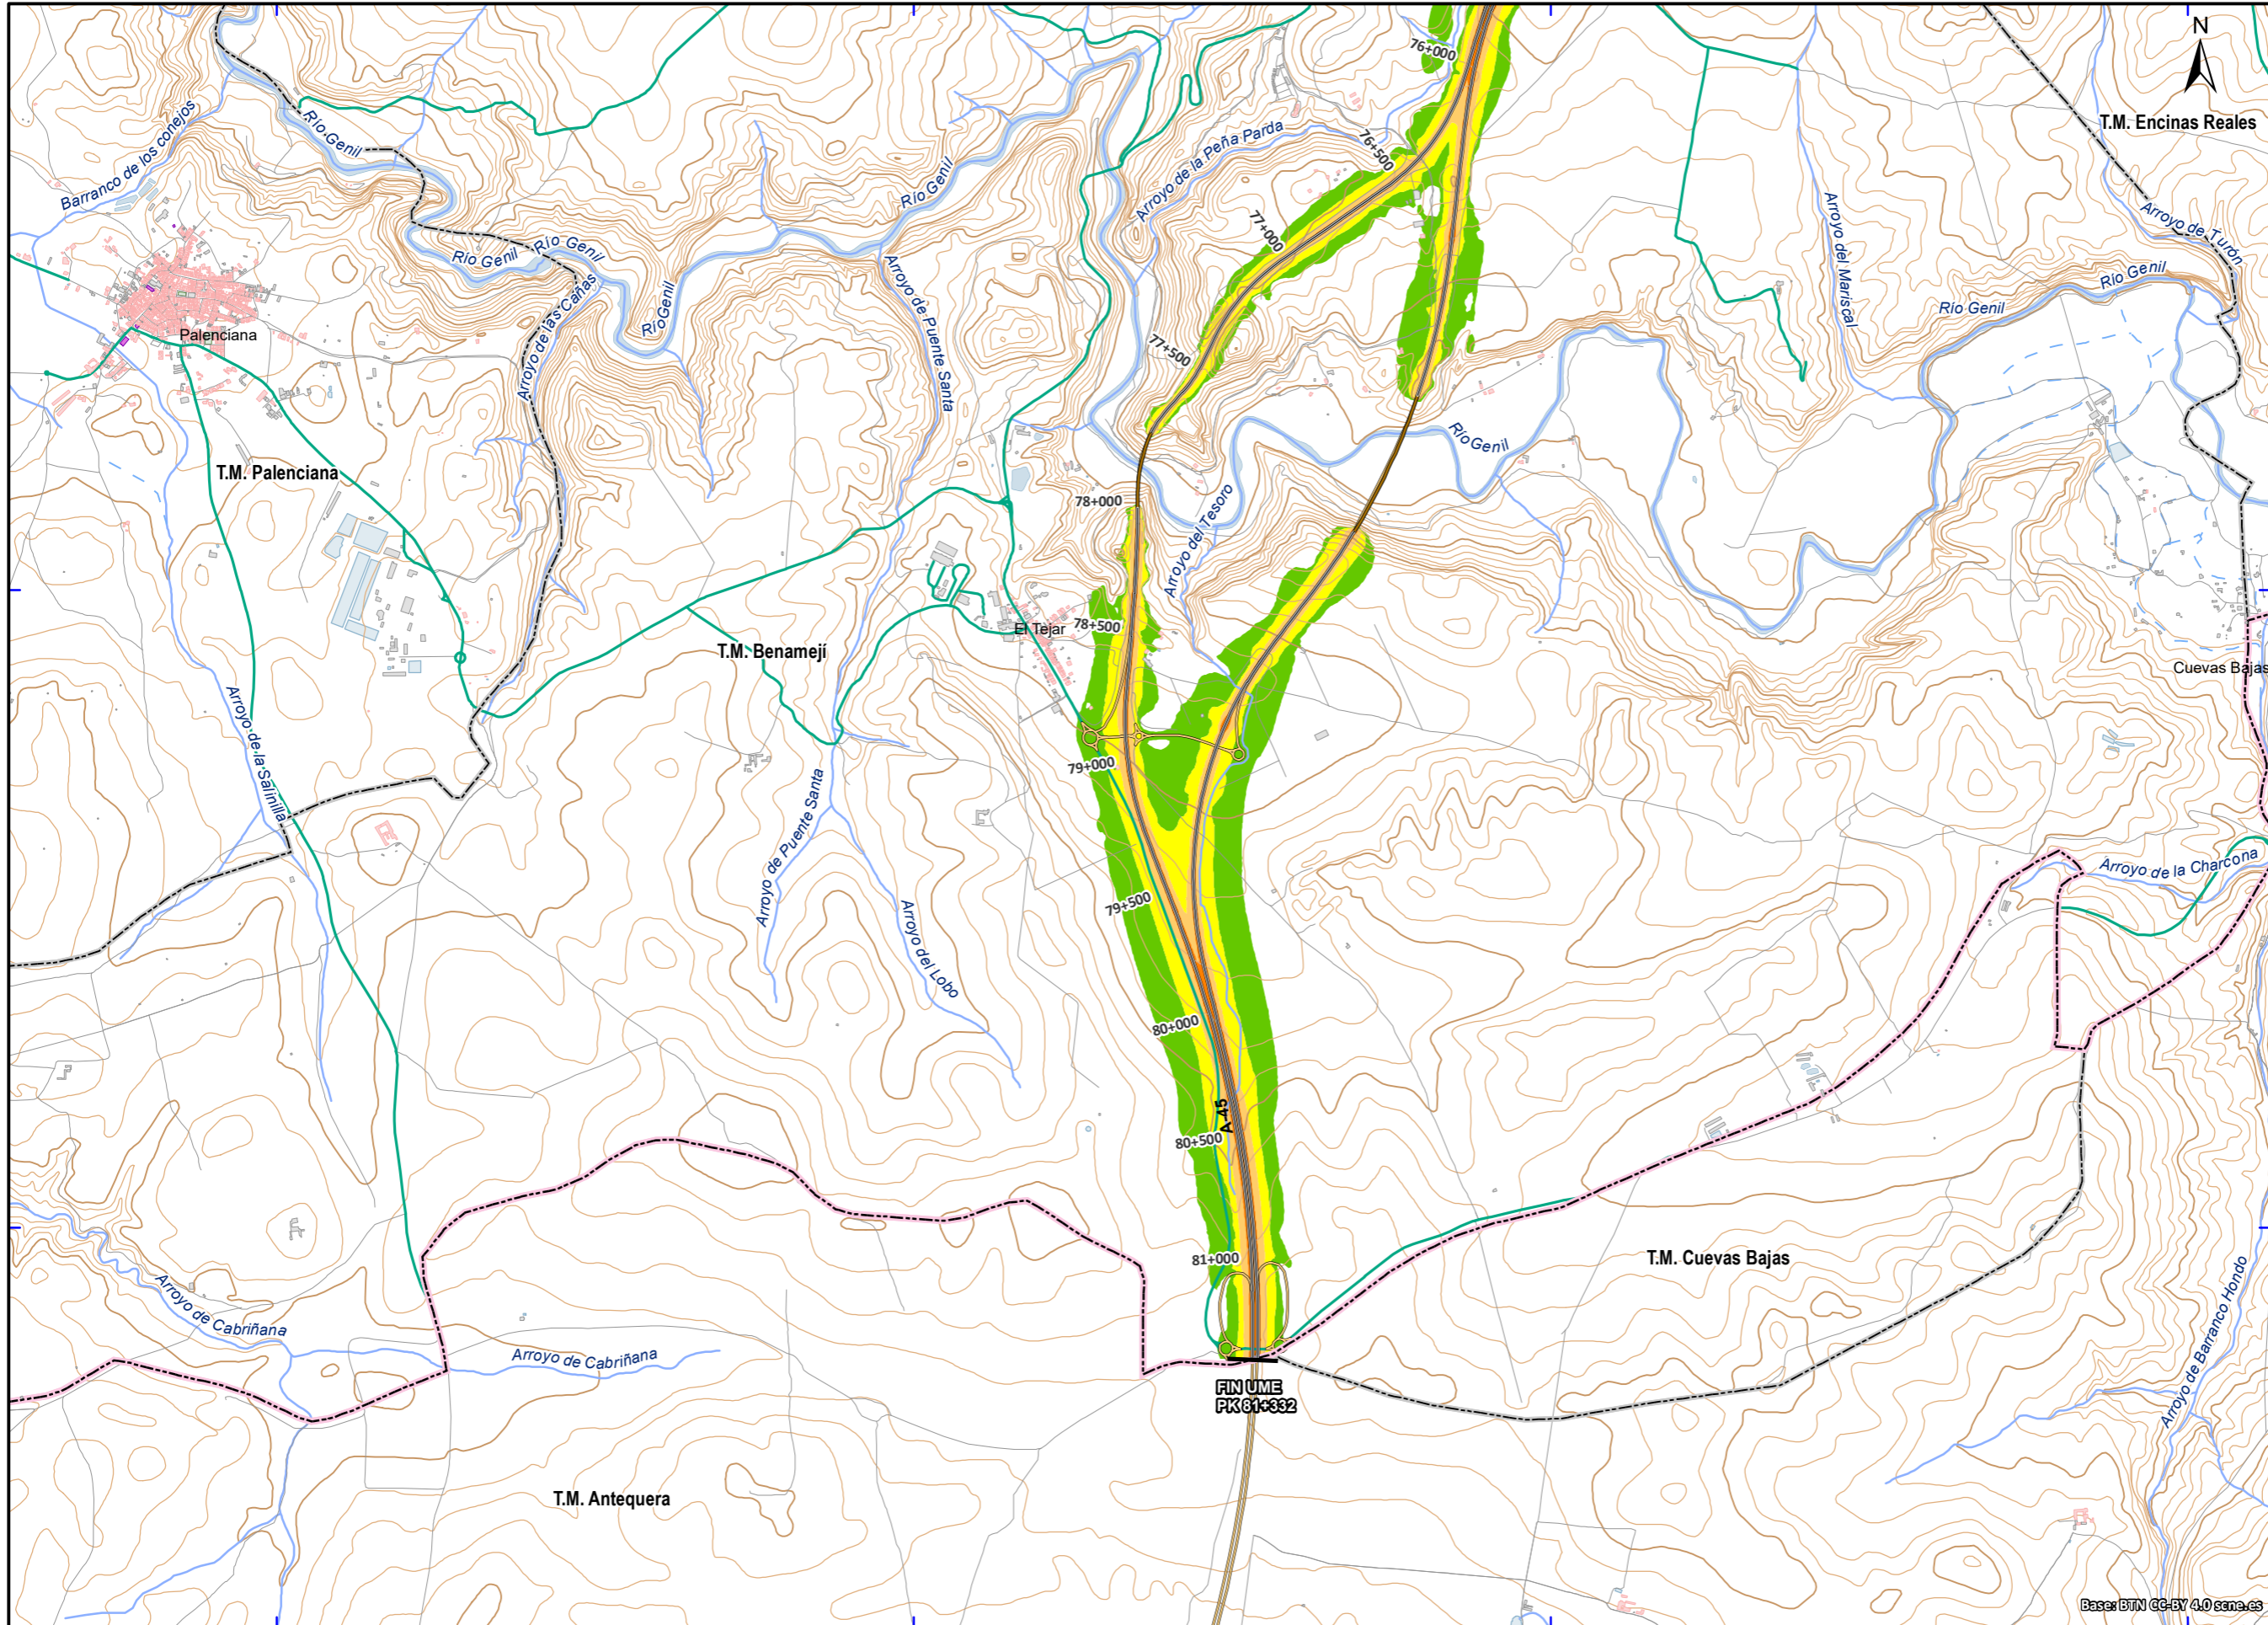 N
76+000
T.M. Encinas Reales
Barranco de los conejos
Río Genil
Arroyo de la Peña Parda
76+500
Río Genil
Arroyo del Mariscal
Arroyo de Turón
77+000
Río Genil
Río Genil
Río Genil
Río Genil
Río Genil
Arroyo de las Cañas
Arroyo de Puente Santa
Palenciana
77+500
RíoGenil
RíoGenil
T.M. Palenciana
78+000
Arroyo del Tesoro
El Tejar
78+500
T.M. Benamejí
Cuevas Bajas
Arroyo de la Salinilla
79+000
Arroyo de Puente Santa
Arroyo de la Charcona
79+500
Arroyo del Lobo
80+000
A-45
80+500
81+000
T.M. Cuevas Bajas
Arroyo de Cabriñana
Arroyo de Cabriñana
Arroyo de Barranco Hondo
FIN UME
PK 81+332
T.M. Antequera
Base: BTN CC-BY 4.0 scne.es